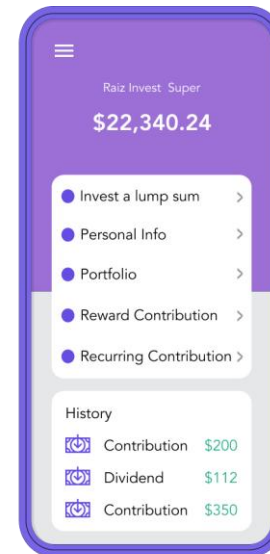 Raiz Invest Super
$22,340.24
Invest a lump sum
Personal Info
Portfolio
Reward Contribution
Recurring Contribution
History
Contribution $200
Dividend $112
Contribution $350